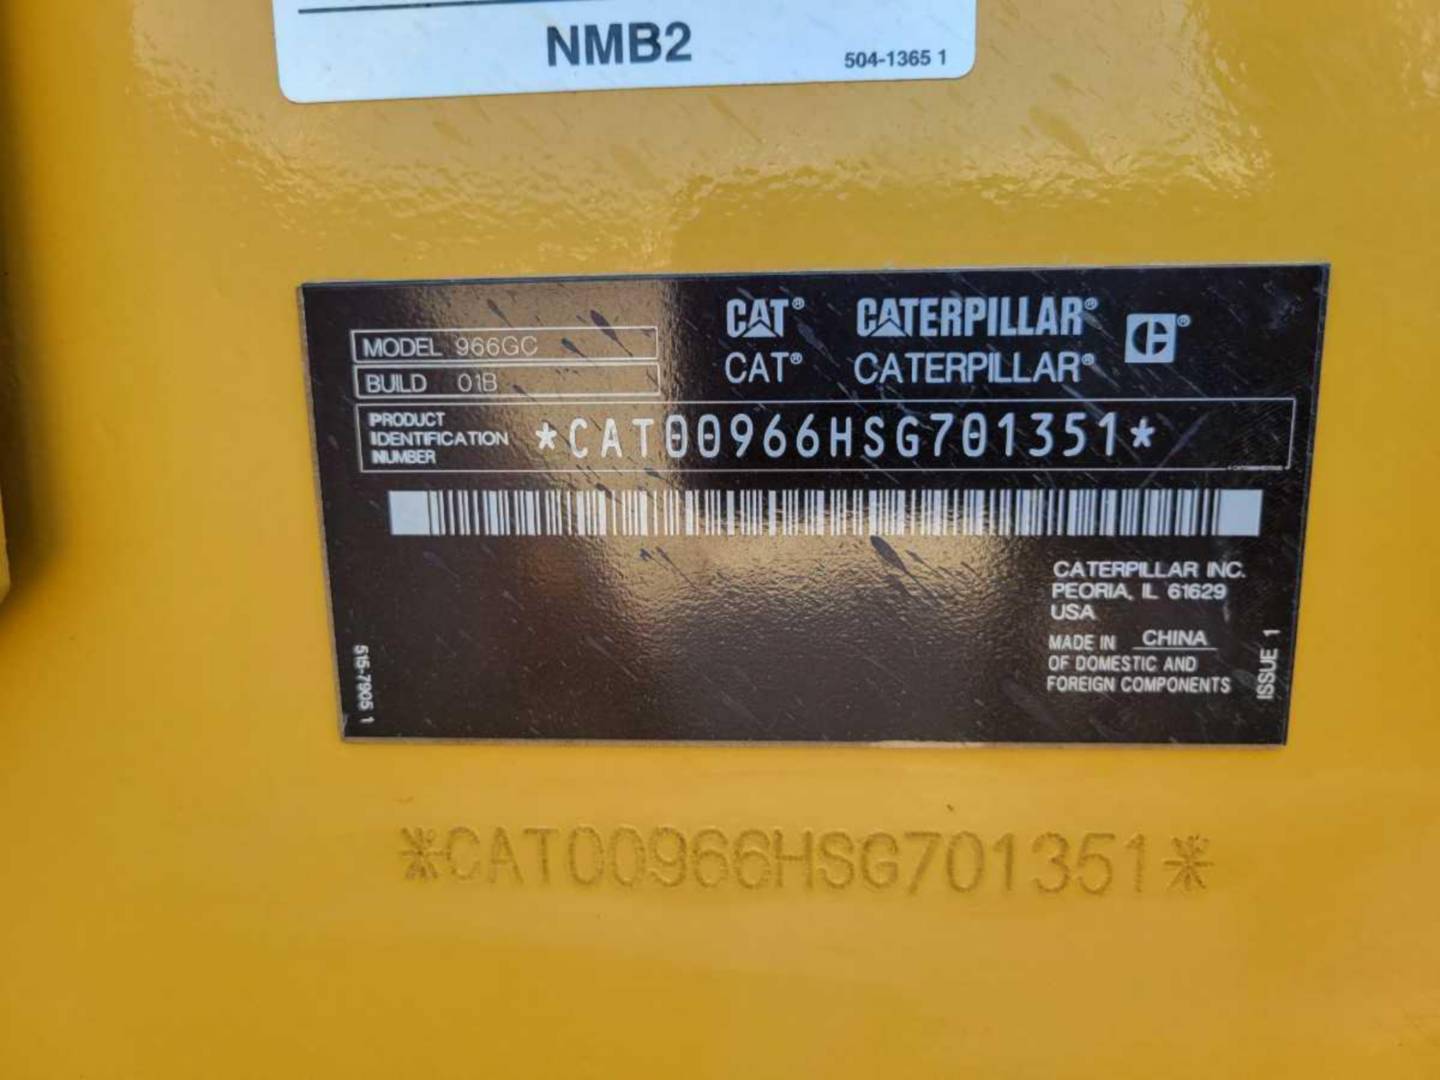 NMB2
504-1365 1
CAT® CATERPILLAR®
CAT® CATERPILLAR®
MODEL 966GC
BUILD 01B
PRODUCT
IDENTIFICATION
NUMBER
*CAT00966HSG701351*
CATERPILLAR INC.
PEORIA, IL 61629
USA
MADE IN CHINA
OF DOMESTIC AND
FOREIGN COMPONENTS
ISSUE 1
515-7905 1
*CAT00966HSG701351*